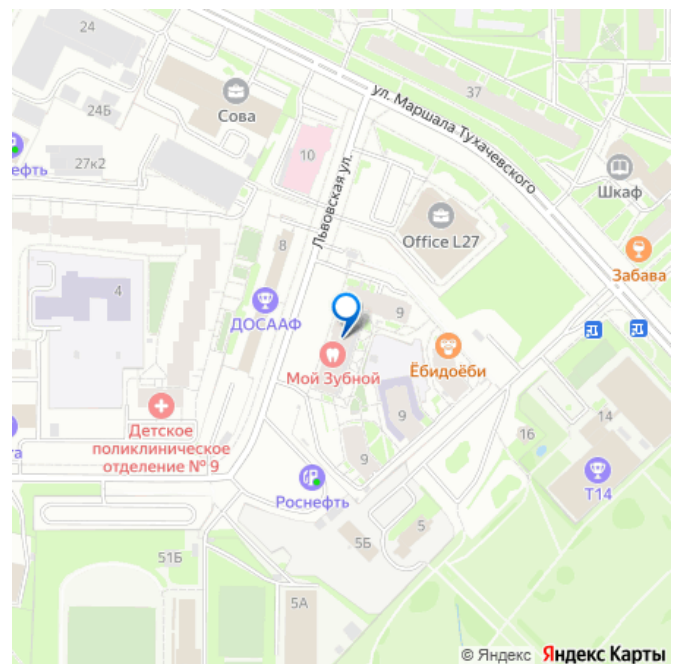 24
24Б
Сова
37
ул. Маршала Тухачевского
27к2
ефть
10
Львовская ул.
Шкаф
Office L27
8
Забава
4
ДОСААФ
9
Мой Зубной
Ёбидоёби
Детское
поликлиническое
отделение № 9
га
9
9
16
14
Т14
Роснефть
5
5Б
51Б
5А
© Яндекс Яндекс Карты